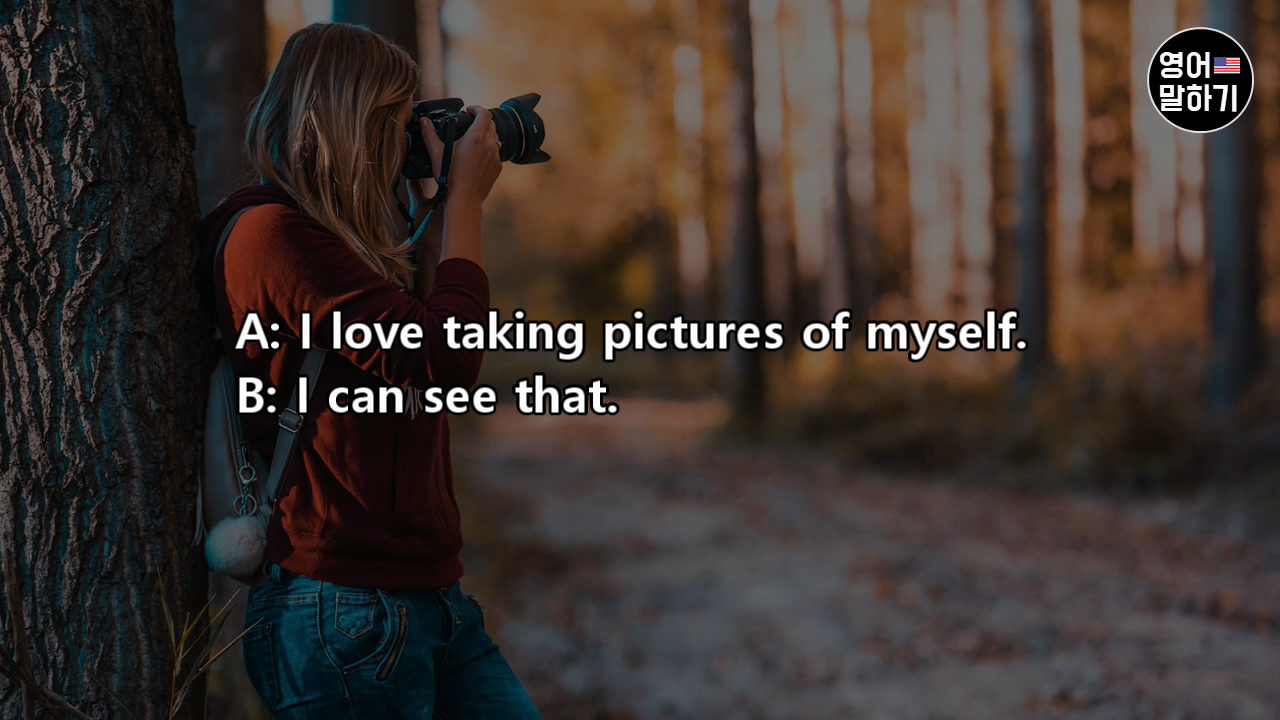 영어
말하기
A: I love taking pictures of myself.
B: I can see that.